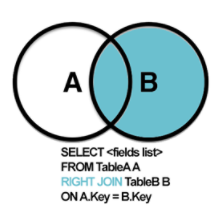 A B
SELECT <fields list>
FROM TableA A
RIGHT JOIN TableB B
ON A.Key = B.Key